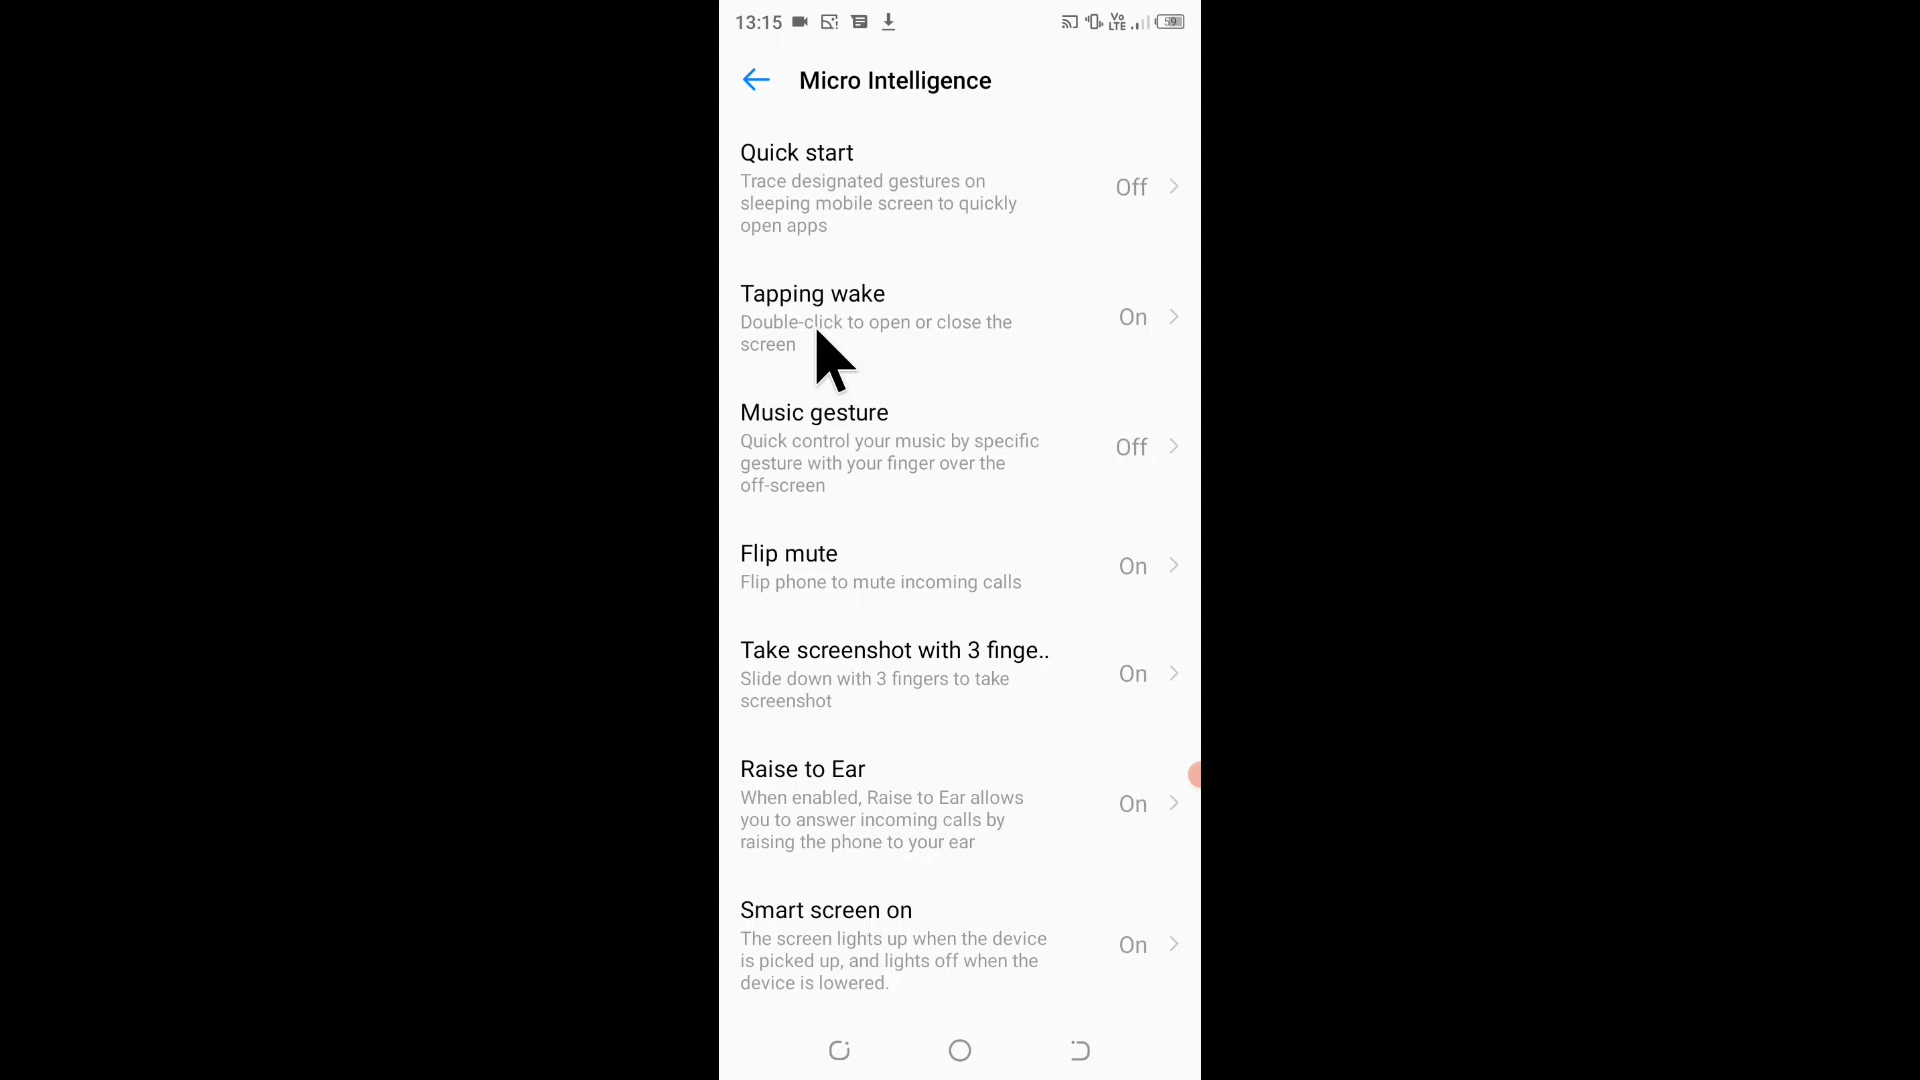 13:15
Vo
LTE
59
Micro Intelligence
Quick start
Trace designated gestures on
sleeping mobile screen to quickly
open apps
Off
Tapping wake
Double-click to open or close the
screen
On
Music gesture
Quick control your music by specific
gesture with your finger over the
off-screen
Off
Flip mute
Flip phone to mute incoming calls
On
Take screenshot with 3 finge..
Slide down with 3 fingers to take
screenshot
On
Raise to Ear
When enabled, Raise to Ear allows
you to answer incoming calls by
raising the phone to your ear
On
Smart screen on
The screen lights up when the device
is picked up, and lights off when the
device is lowered.
On